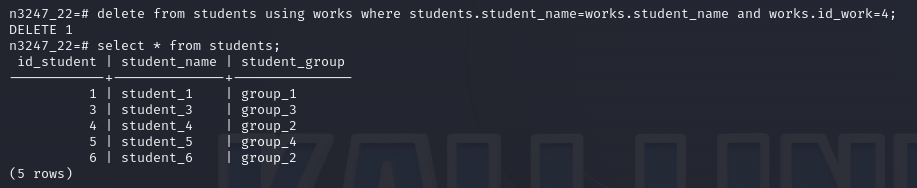 n3247_22=# delete from students using works where students.student_name=works.student_name and works.id_work=4;
DELETE 1
n3247_22=# select * from students;
 id_student | student_name | student_group
------------+--------------+---------------
          1 | student_1    | group_1
          3 | student_3    | group_3
          4 | student_4    | group_2
          5 | student_5    | group_4
          6 | student_6    | group_2
(5 rows)